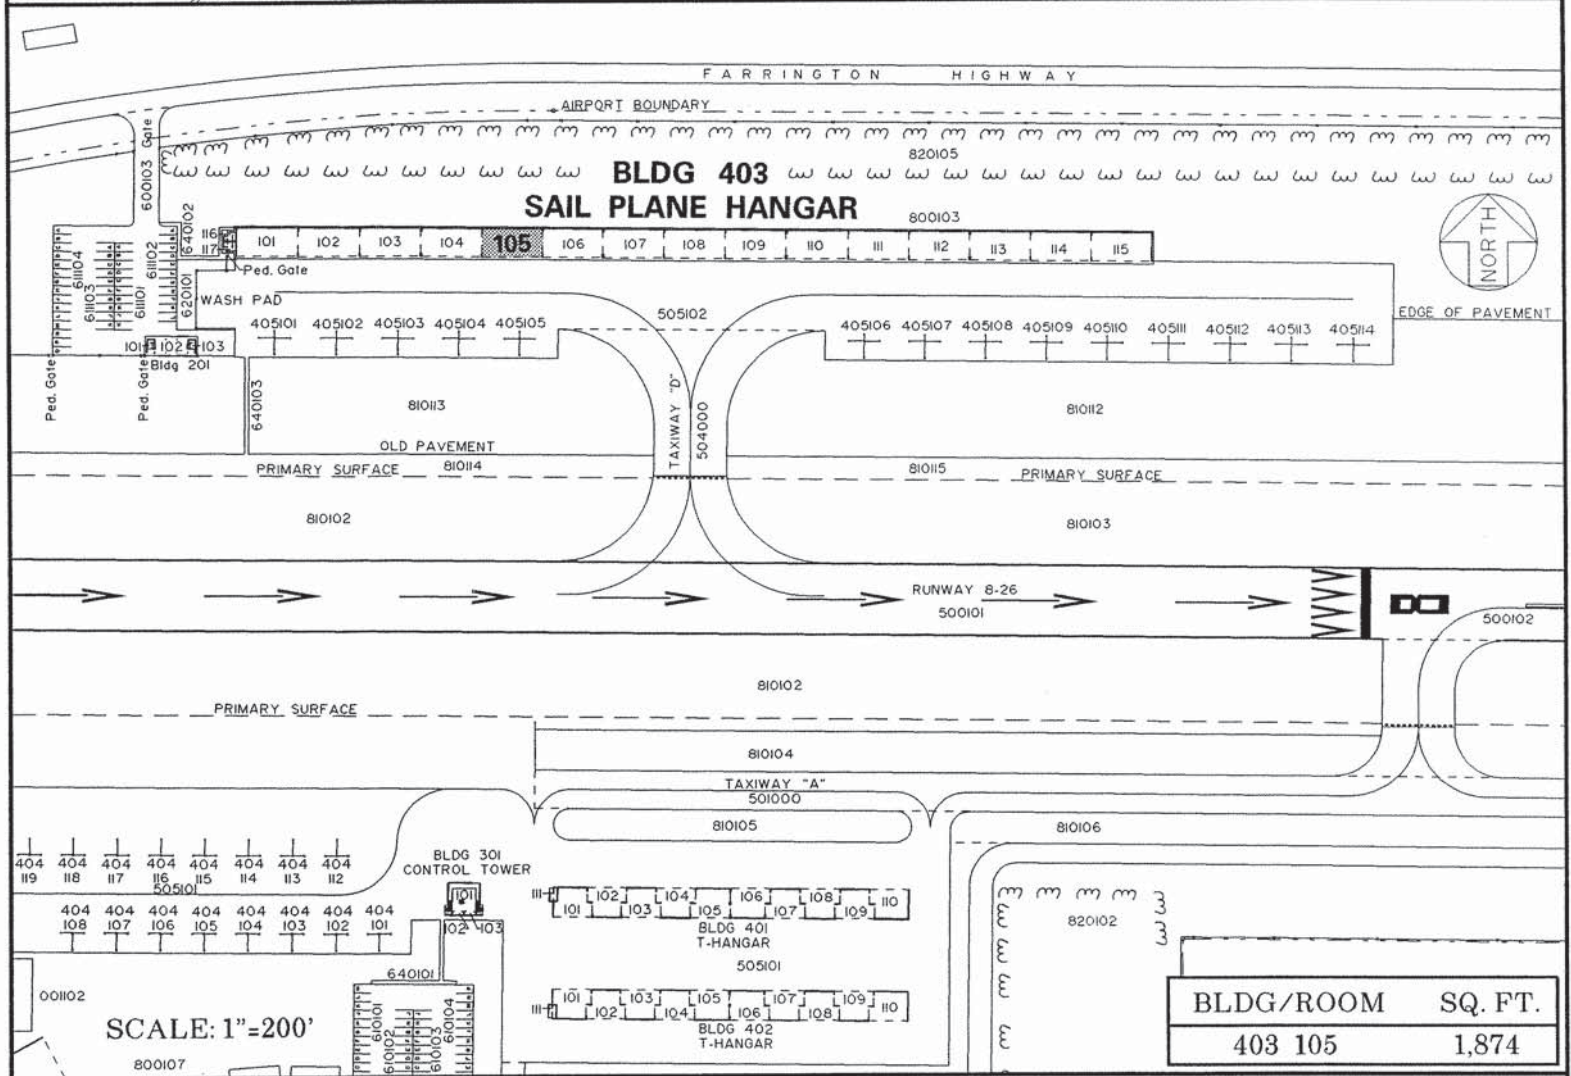 FARRINGTON HIGHWAY
AIRPORT BOUNDARY
Gate
820105
600103
BLDG 403
SAIL PLANE HANGAR
800103
640102
116
117
101 102 103 104 105 106 107 108 109 110 111 112 113 114 115
NORTH
611104
611103
611101
611102
620101
Ped. Gate
WASH PAD
505102
EDGE OF PAVEMENT
405101 405102 405103 405104 405105
405106 405107 405108 405109 405110 405111 405112 405113 405114
101 102 103
Bldg 201
Ped. Gate
Ped. Gate
640103
810113
TAXIWAY "D"
504000
810112
OLD PAVEMENT
PRIMARY SURFACE
810114
810115
PRIMARY SURFACE
810102
810103
RUNWAY 8-26
500101
500102
810102
PRIMARY SURFACE
810104
TAXIWAY "A"
501000
810105
810106
404 404 404 404 404 404 404 404
119 118 117 116 115 114 113 112
505101
404 404 404 404 404 404 404 404
108 107 106 105 104 103 102 101
BLDG 301
CONTROL TOWER
101
102 103
111
102 104 106 108 110
101 103 105 107 109
BLDG 401
T-HANGAR
505101
820102
111
101 103 105 107 109
102 104 106 108 110
BLDG 402
T-HANGAR
640101
610101
610102
610103
610104
001102
SCALE: 1"=200'
800107
BLDG/ROOM SQ. FT.
403 105 1,874